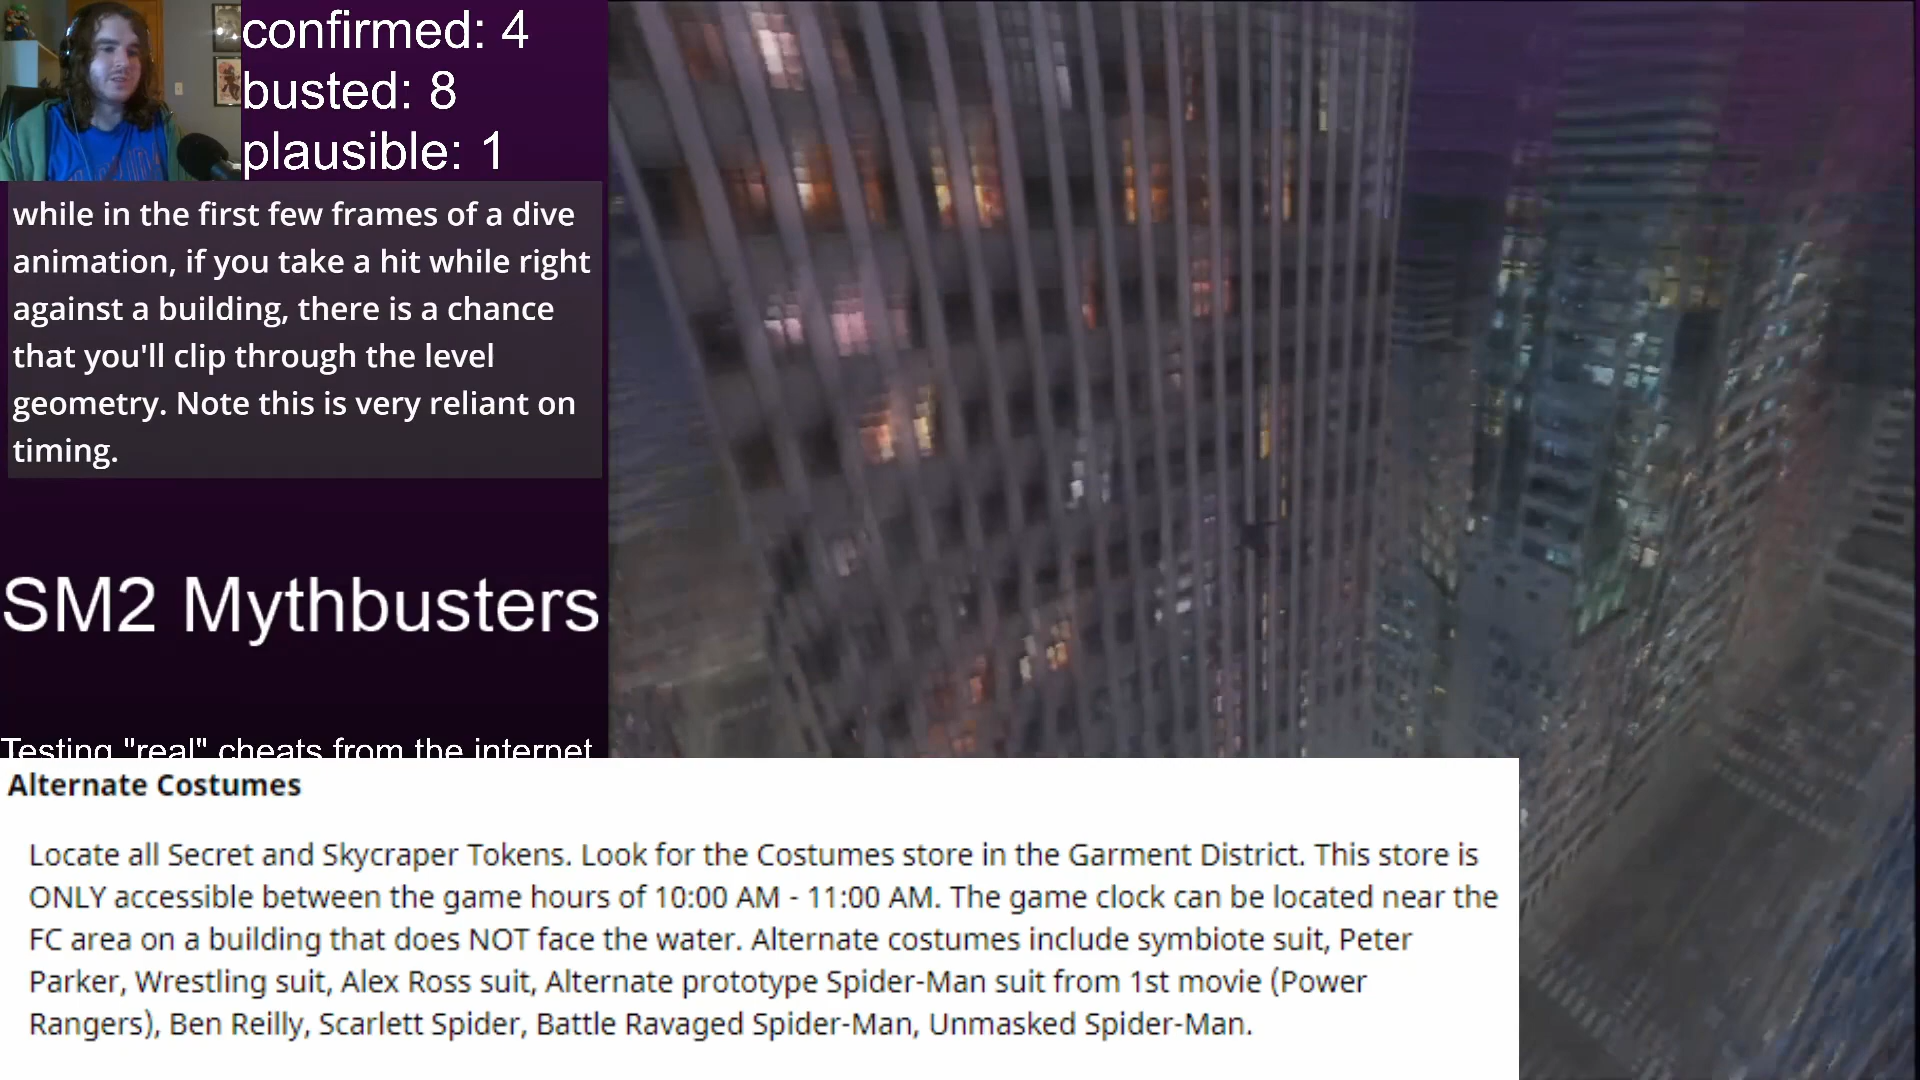 confirmed: 4
busted: 8
plausible: 1
while in the first few frames of a dive
animation, if you take a hit while right
against a building, there is a chance
that you'll clip through the level
geometry. Note this is very reliant on
timing.
SM2 Mythbusters
Testing "real" cheats from the internet
Alternate Costumes
Locate all Secret and Skycraper Tokens. Look for the Costumes store in the Garment District. This store is
ONLY accessible between the game hours of 10:00 AM - 11:00 AM. The game clock can be located near the
FC area on a building that does NOT face the water. Alternate costumes include symbiote suit, Peter
Parker, Wrestling suit, Alex Ross suit, Alternate prototype Spider-Man suit from 1st movie (Power
Rangers), Ben Reilly, Scarlett Spider, Battle Ravaged Spider-Man, Unmasked Spider-Man.